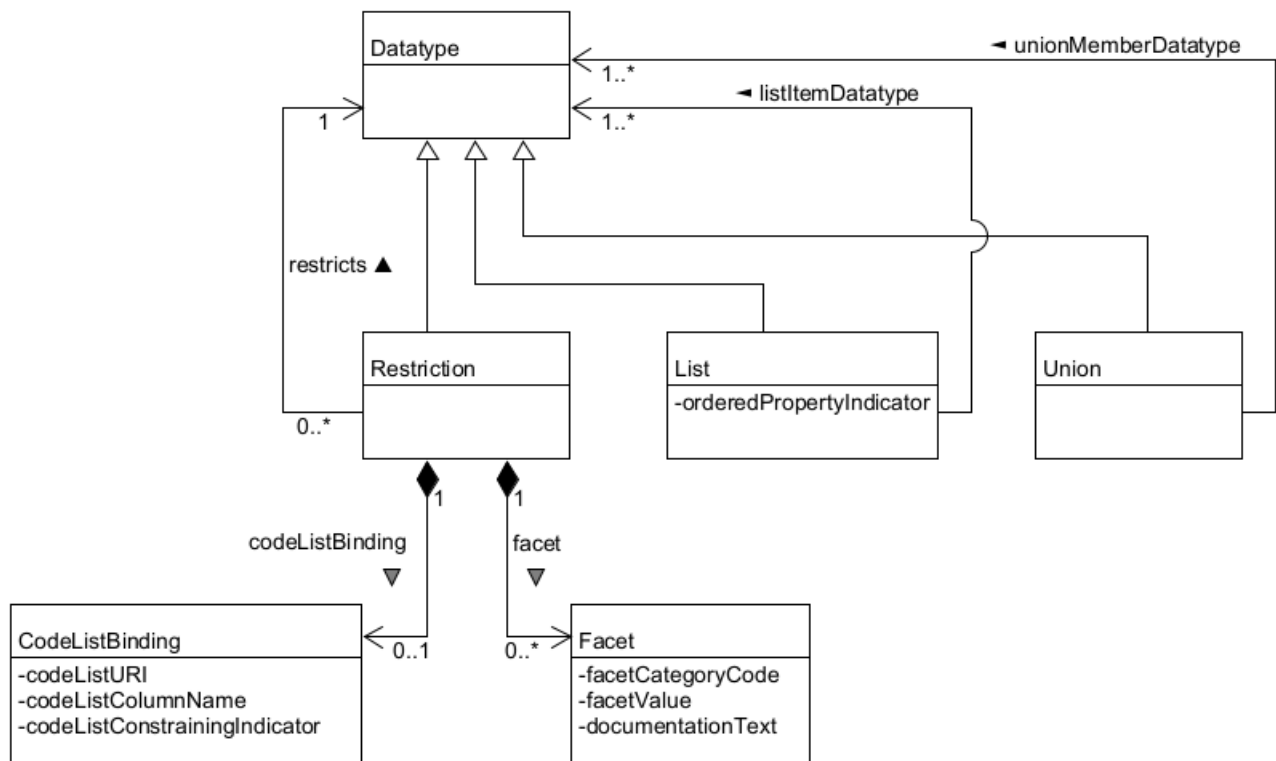 Datatype
◄ unionMemberDatatype
1..*
◄ listItemDatatype
1
1..*
restricts ▲
Restriction
List
-orderedPropertyIndicator
Union
0..*
1
1
codeListBinding
▼
facet
▼
CodeListBinding
-codeListURI
-codeListColumnName
-codeListConstrainingIndicator
0..1
0..*
Facet
-facetCategoryCode
-facetValue
-documentationText